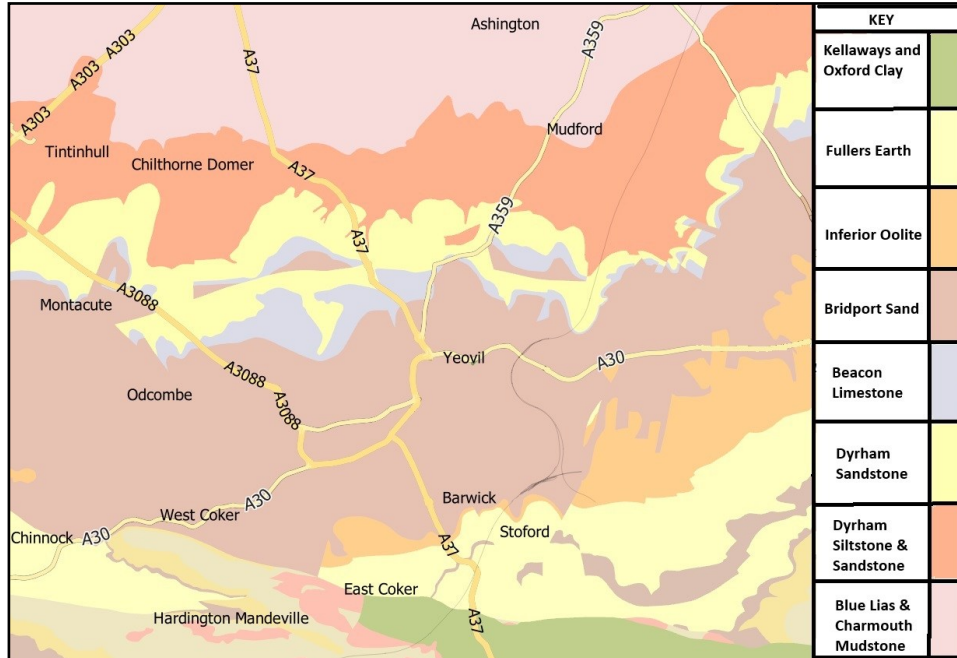 Ashington
A359
A303
A303
A303
A37
Mudford
Tintinhull
Chilthorne Domer
A37
A359
A37
Montacute
A3088
Yeovil
A30
A3088
Odcombe
A3088
Barwick
A30
West Coker
Chinnock
A30
Stoford
A37
East Coker
Hardington Mandeville
A37
KEY
Kellaways and
Oxford Clay
Fullers Earth
Inferior Oolite
Bridport Sand
Beacon
Limestone
Dyrham
Sandstone
Dyrham
Siltstone &
Sandstone
Blue Lias &
Charmouth
Mudstone